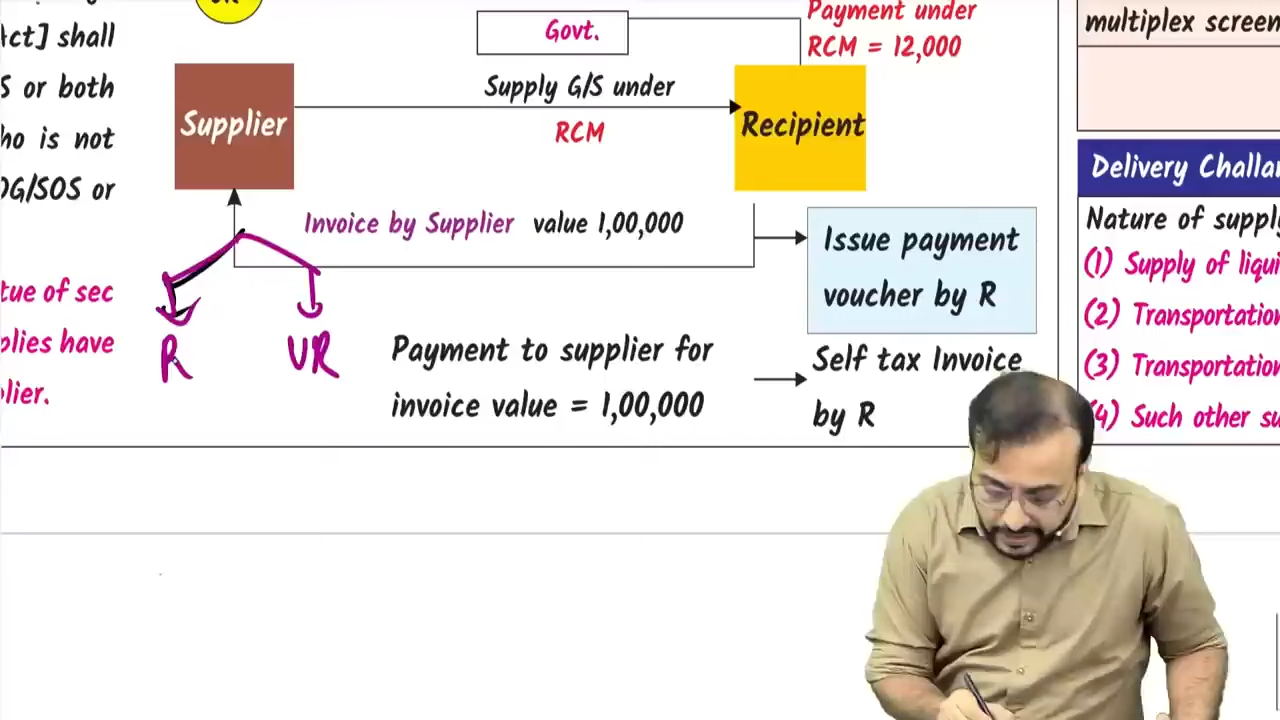 Act] shall
S or both
ho is not
OG/SOS or
tue of sec
plies have
lier.
Govt.
Payment under
RCM = 12,000
Supply G/S under
RCM
Supplier
Recipient
Invoice by Supplier value 1,00,000
Issue payment
voucher by R
R
UR
Payment to supplier for
invoice value = 1,00,000
Self tax Invoice
by R
multiplex screen
Delivery Challa
Nature of supply
(1) Supply of liqui
(2) Transportation
(3) Transportation
(4) Such other su